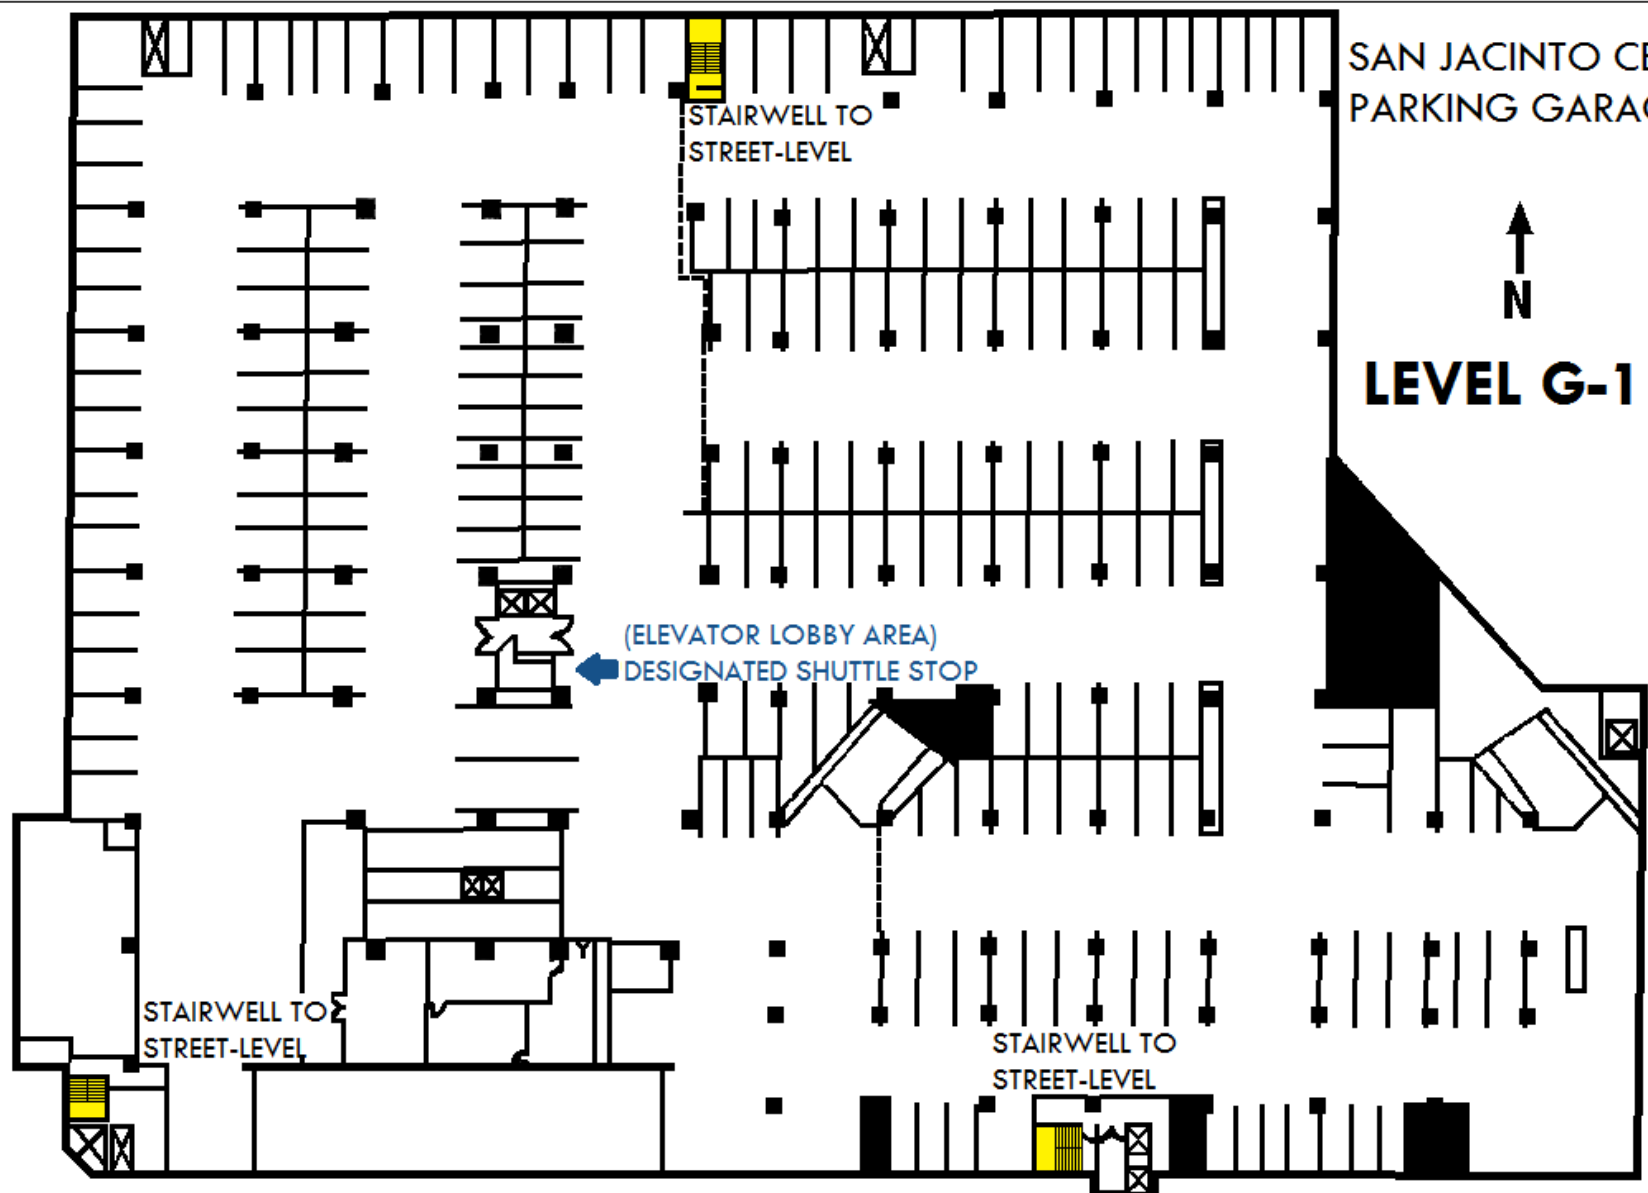 SAN JACINTO CE
PARKING GARAG
STAIRWELL TO
STREET-LEVEL
N
LEVEL G-1
(ELEVATOR LOBBY AREA)
DESIGNATED SHUTTLE STOP
STAIRWELL TO
STREET-LEVEL
STAIRWELL TO
STREET-LEVEL